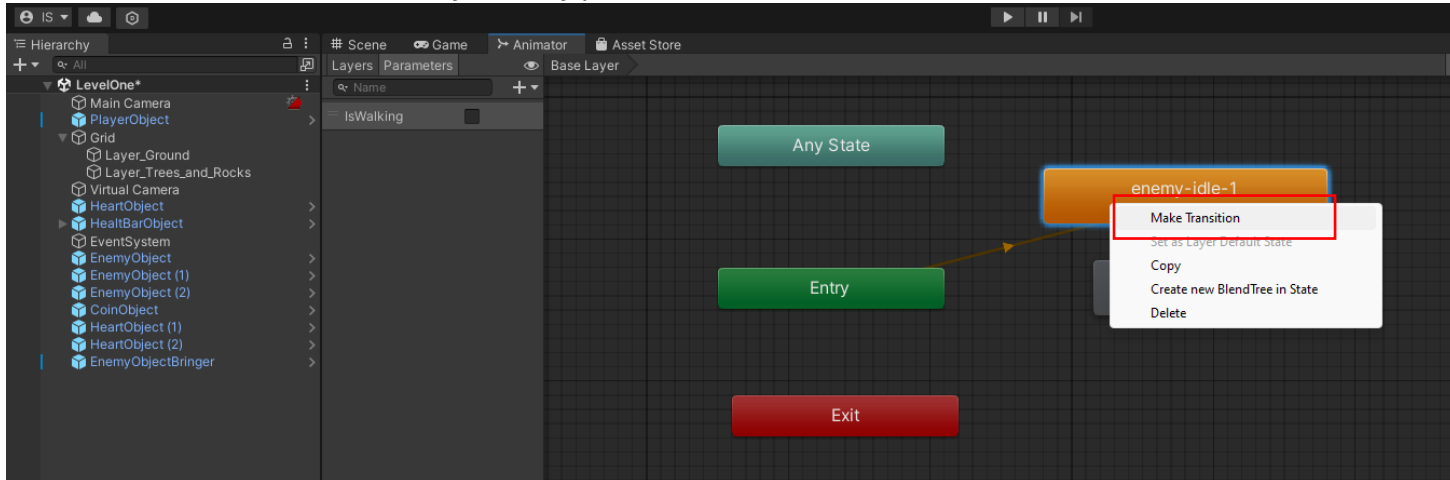 IS
Hierarchy
All
LevelOne*
Main Camera
PlayerObject
Grid
Layer_Ground
Layer_Trees_and_Rocks
Virtual Camera
HeartObject
HealtBarObject
EventSystem
EnemyObject
EnemyObject (1)
EnemyObject (2)
CoinObject
HeartObject (1)
HeartObject (2)
EnemyObjectBringer
Scene Game Animator Asset Store
Layers Parameters Base Layer
Name
IsWalking
Any State
enemy-idle-1
Make Transition
Set as Layer Default State
Copy
Create new BlendTree in State
Delete
Entry
Exit